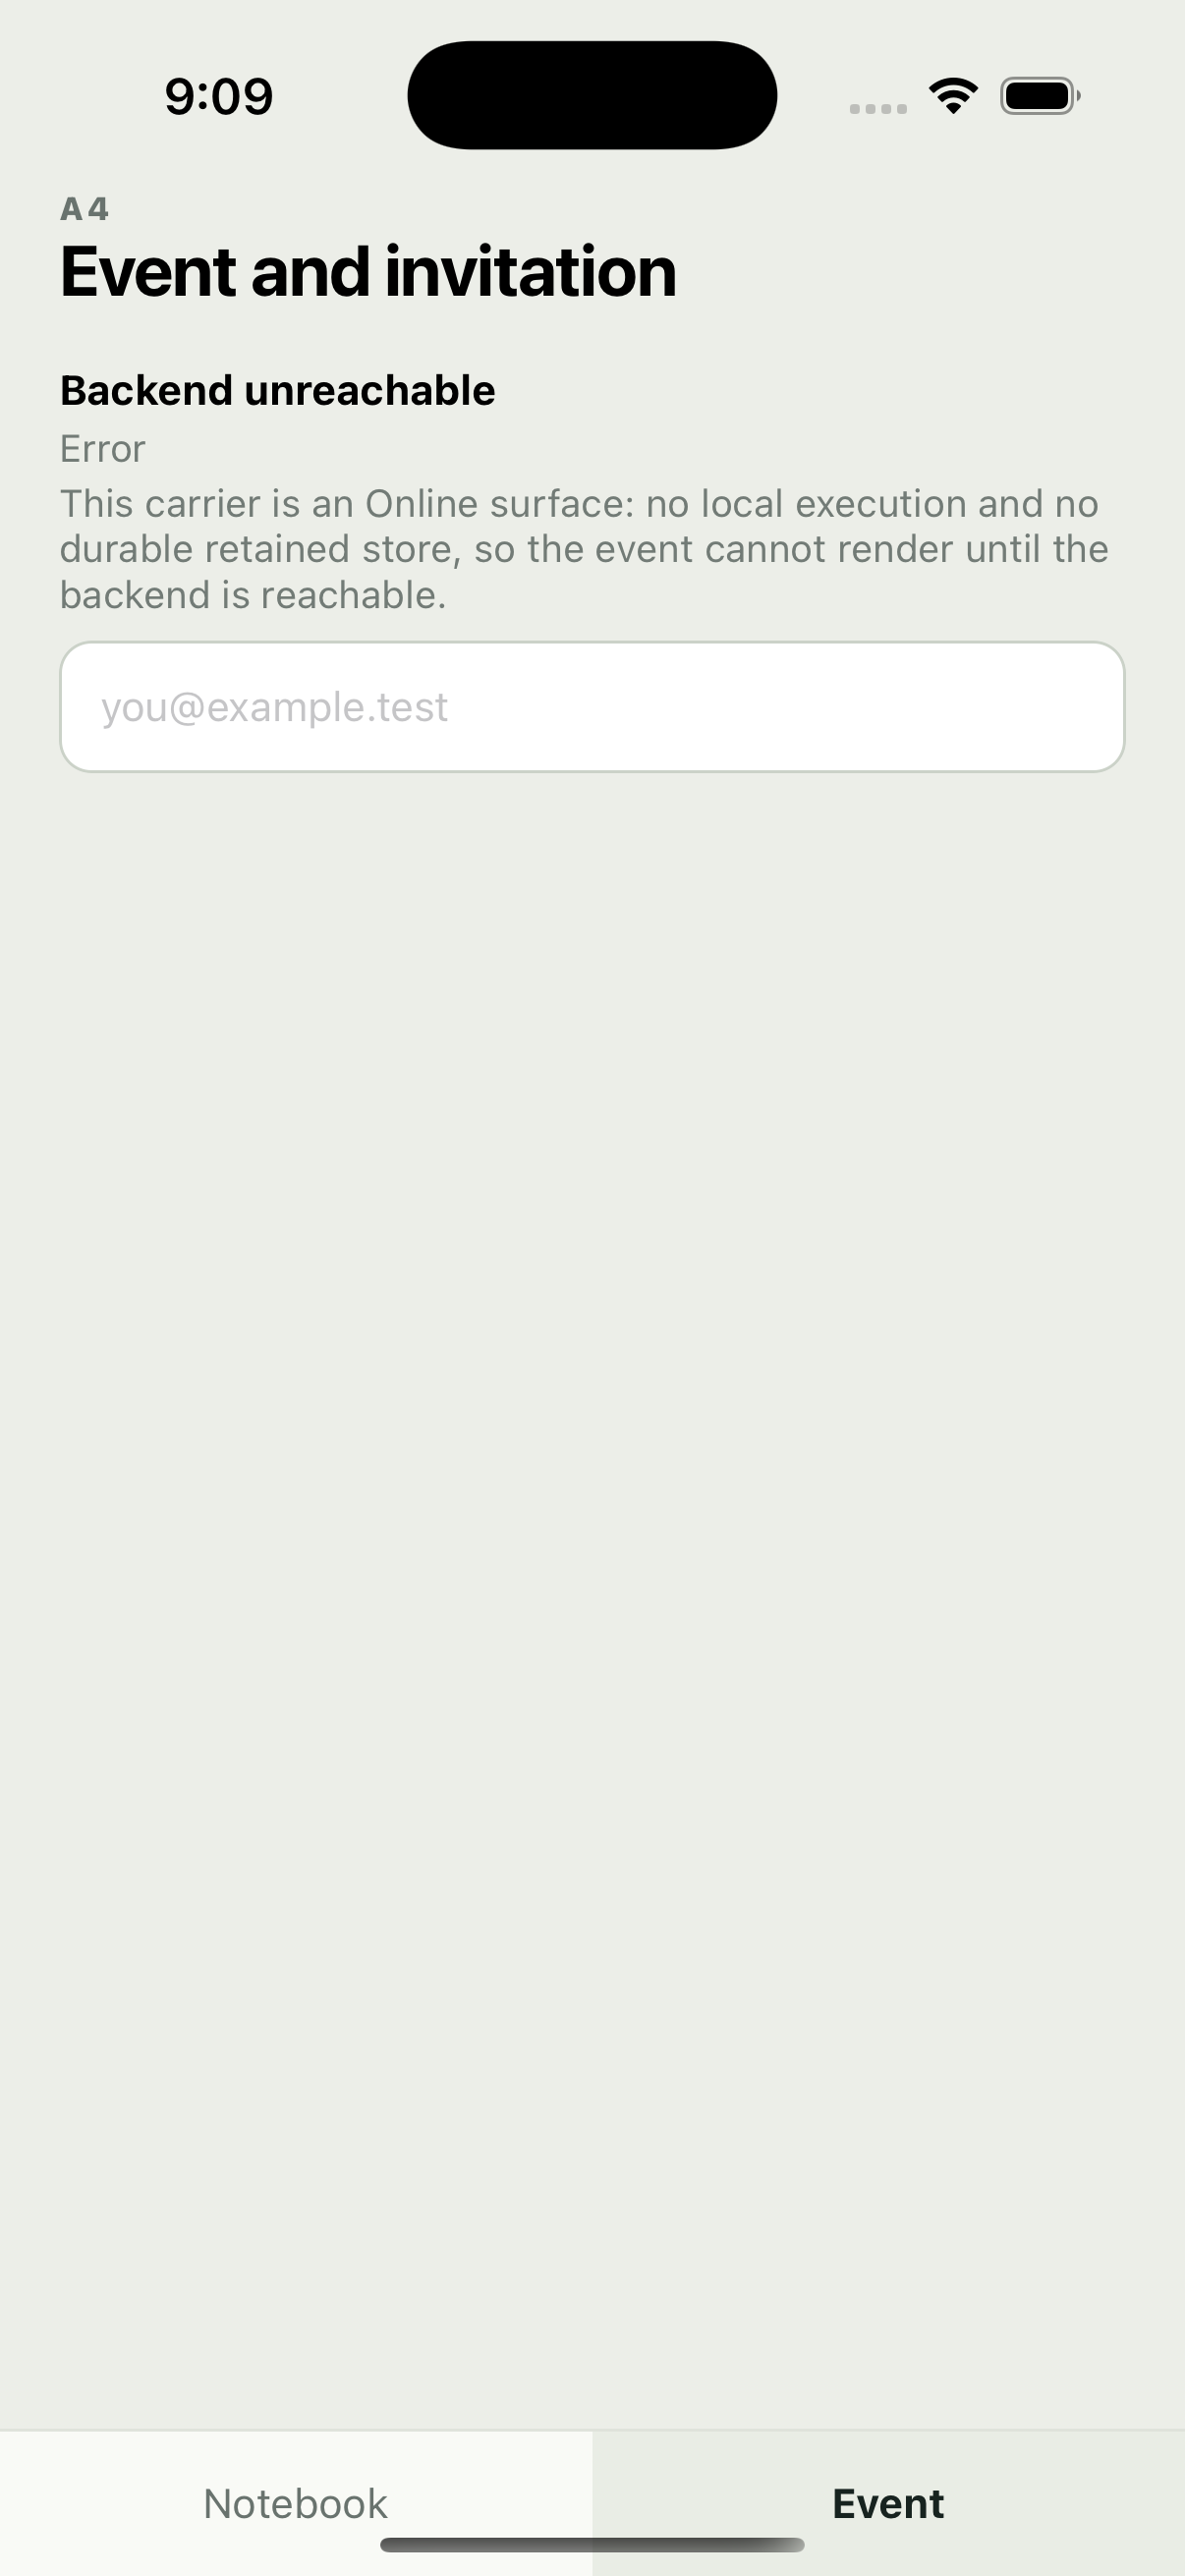 9:09
A4
Event and invitation
Backend unreachable
Error
This carrier is an Online surface: no local execution and no
durable retained store, so the event cannot render until the
backend is reachable.
you@example.test
Notebook
Event